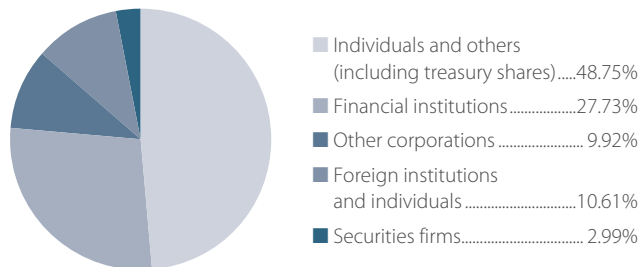 Individuals and others
(including treasury shares).....48.75%
Financial institutions.................27.73%
Other corporations...................... 9.92%
Foreign institutions
and individuals............................10.61%
Securities firms............................. 2.99%